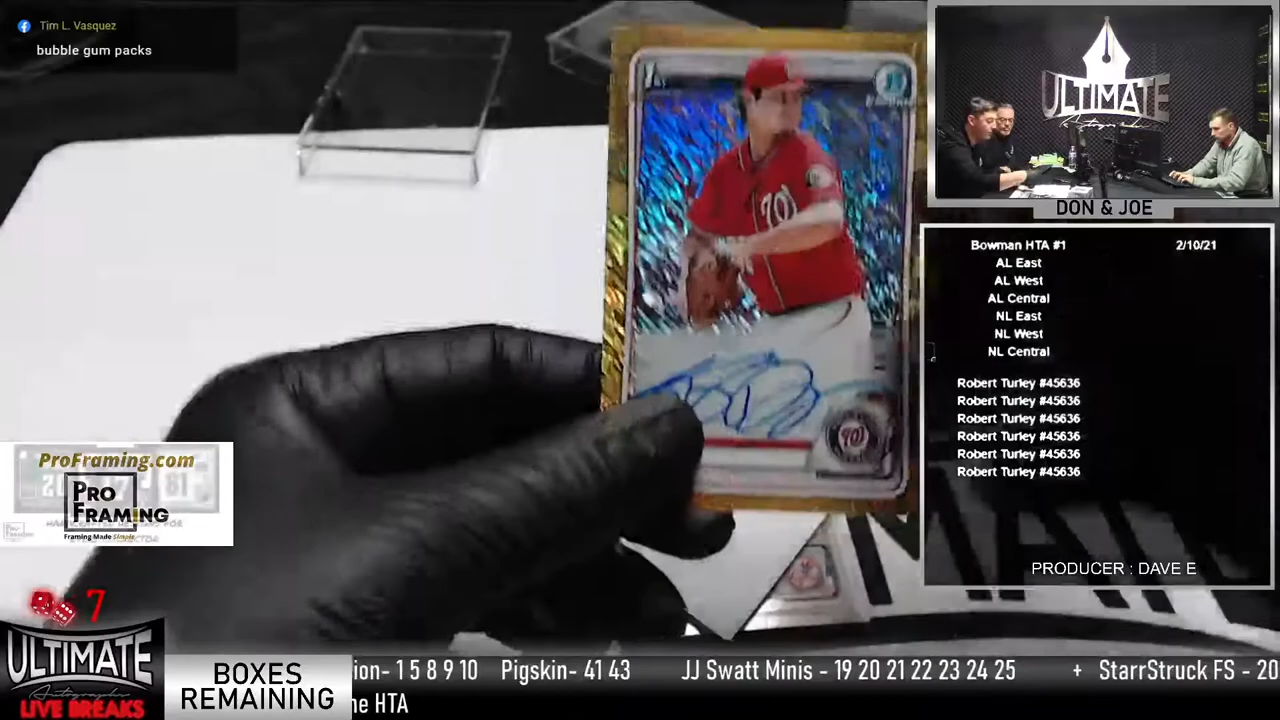 Tim L. Vasquez
bubble gum packs
ULTIMATE
Autographs
DON & JOE
Bowman HTA #1 2/10/21
AL East
AL West
AL Central
NL East
NL West
NL Central
Robert Turley #45636
Robert Turley #45636
Robert Turley #45636
Robert Turley #45636
Robert Turley #45636
Robert Turley #45636
PRODUCER : DAVE E
ProFraming.com
PRO
FRAMING
Framing Made Simple
7
ULTIMATE
Autographs
LIVE BREAKS
BOXES
REMAINING
ion- 1 5 8 9 10 Pigskin- 41 43 JJ Swatt Minis - 19 20 21 22 23 24 25 + StarrStruck FS - 20
ne HTA